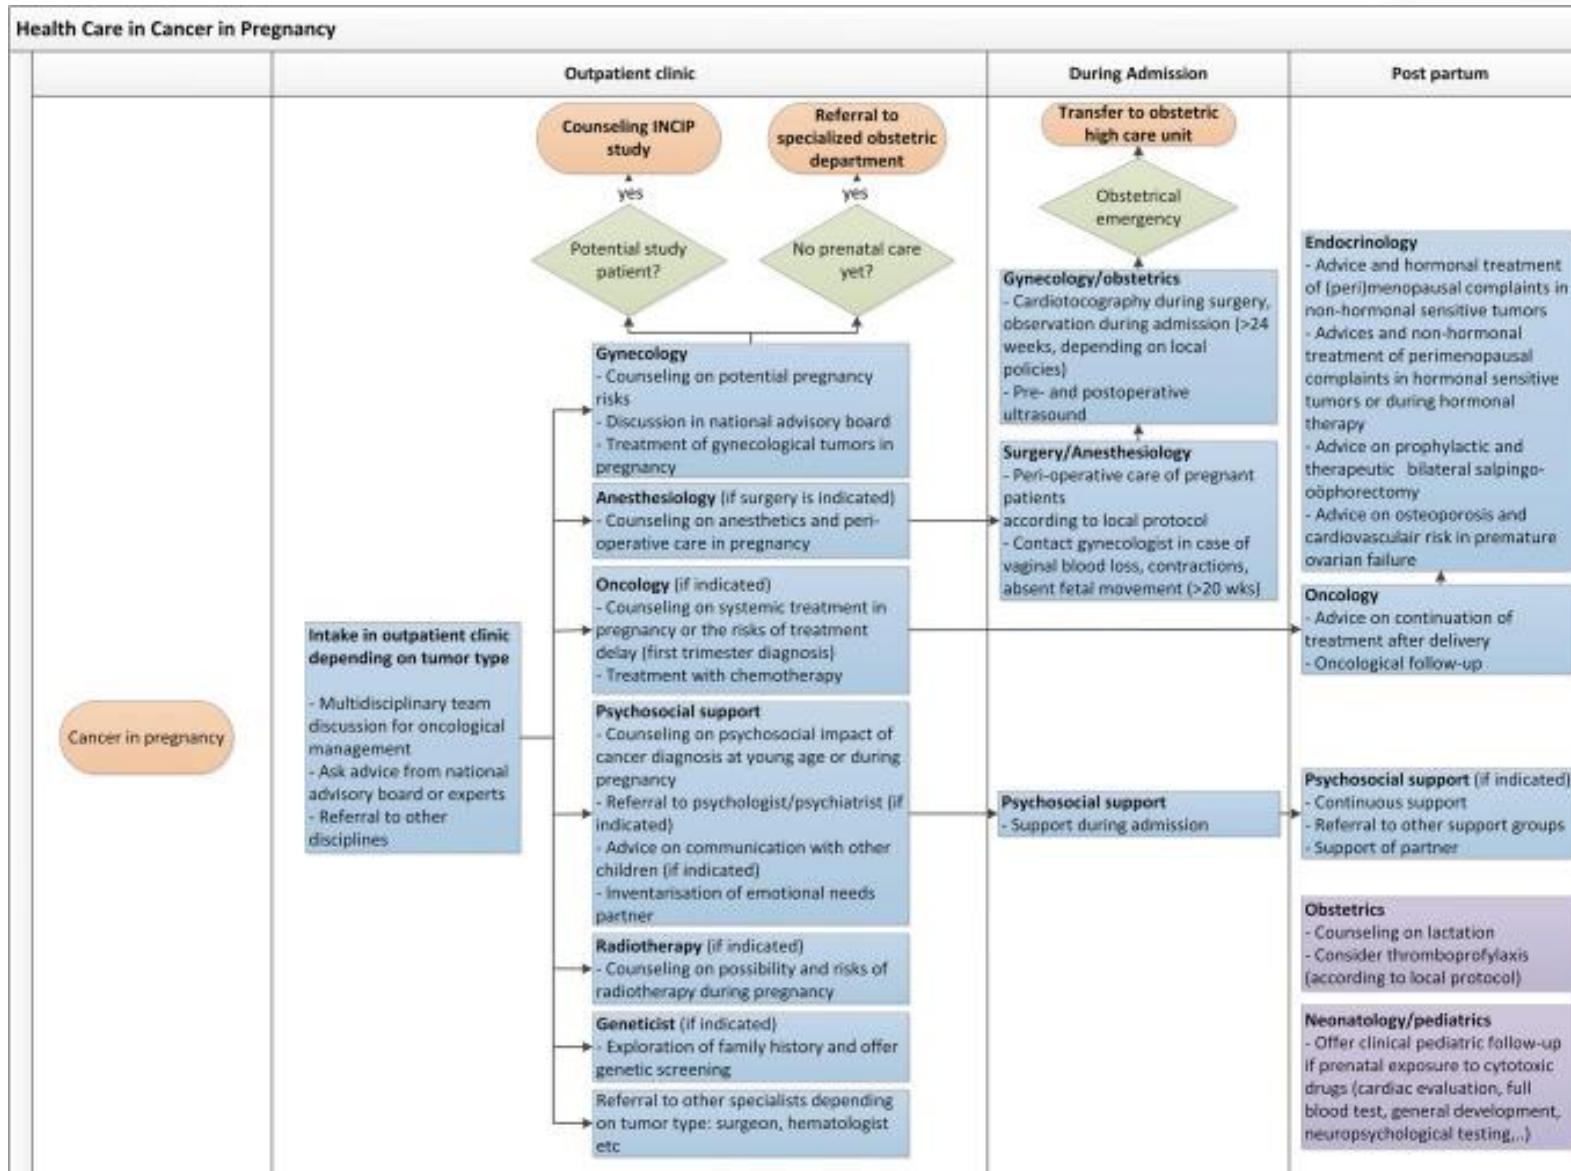 Health Care in Cancer in Pregnancy
Outpatient clinic
During Admission
Post partum
Cancer in pregnancy
Intake in outpatient clinic
depending on tumor type
- Multidisciplinary team
discussion for oncological
management
- Ask advice from national
advisory board or experts
- Referral to other
disciplines
Counseling INCIP
study
yes
Potential study
patient?
Referral to
specialized obstetric
department
yes
No prenatal care
yet?
Gynecology
- Counseling on potential pregnancy
risks
- Discussion in national advisory board
- Treatment of gynecological tumors in
pregnancy
Anesthesiology (if surgery is indicated)
- Counseling on anesthetics and peri-
operative care in pregnancy
Oncology (if indicated)
- Counseling on systemic treatment in
pregnancy or the risks of treatment
delay (first trimester diagnosis)
- Treatment with chemotherapy
Psychosocial support
- Counseling on psychosocial impact of
cancer diagnosis at young age or during
pregnancy
- Referral to psychologist/psychiatrist (if
indicated)
- Advice on communication with other
children (if indicated)
- Inventarisation of emotional needs
partner
Radiotherapy (if indicated)
- Counseling on possibility and risks of
radiotherapy during pregnancy
Geneticist (if indicated)
- Exploration of family history and offer
genetic screening
Referral to other specialists depending
on tumor type: surgeon, hematologist
etc
Transfer to obstetric
high care unit
Obstetrical
emergency
Gynecology/obstetrics
- Cardiotocography during surgery,
observation during admission (>24
weeks, depending on local
policies)
- Pre- and postoperative
ultrasound
Surgery/Anesthesiology
- Peri-operative care of pregnant
patients
according to local protocol
- Contact gynecologist in case of
vaginal blood loss, contractions,
absent fetal movement (>20 wks)
Psychosocial support
- Support during admission
Endocrinology
- Advice and hormonal treatment
of (peri)menopausal complaints in
non-hormonal sensitive tumors
- Advices and non-hormonal
treatment of perimenopausal
complaints in hormonal sensitive
tumors or during hormonal
therapy
- Advice on prophylactic and
therapeutic bilateral salpingo-
oöphorectomy
- Advice on osteoporosis and
cardiovasculair risk in premature
ovarian failure
Oncology
- Advice on continuation of
treatment after delivery
- Oncological follow-up
Psychosocial support (if indicated)
- Continuous support
- Referral to other support groups
- Support of partner
Obstetrics
- Counseling on lactation
- Consider thromboprofylaxis
(according to local protocol)
Neonatology/pediatrics
- Offer clinical pediatric follow-up
if prenatal exposure to cytotoxic
drugs (cardiac evaluation, full
blood test, general development,
neuropsychological testing,..)